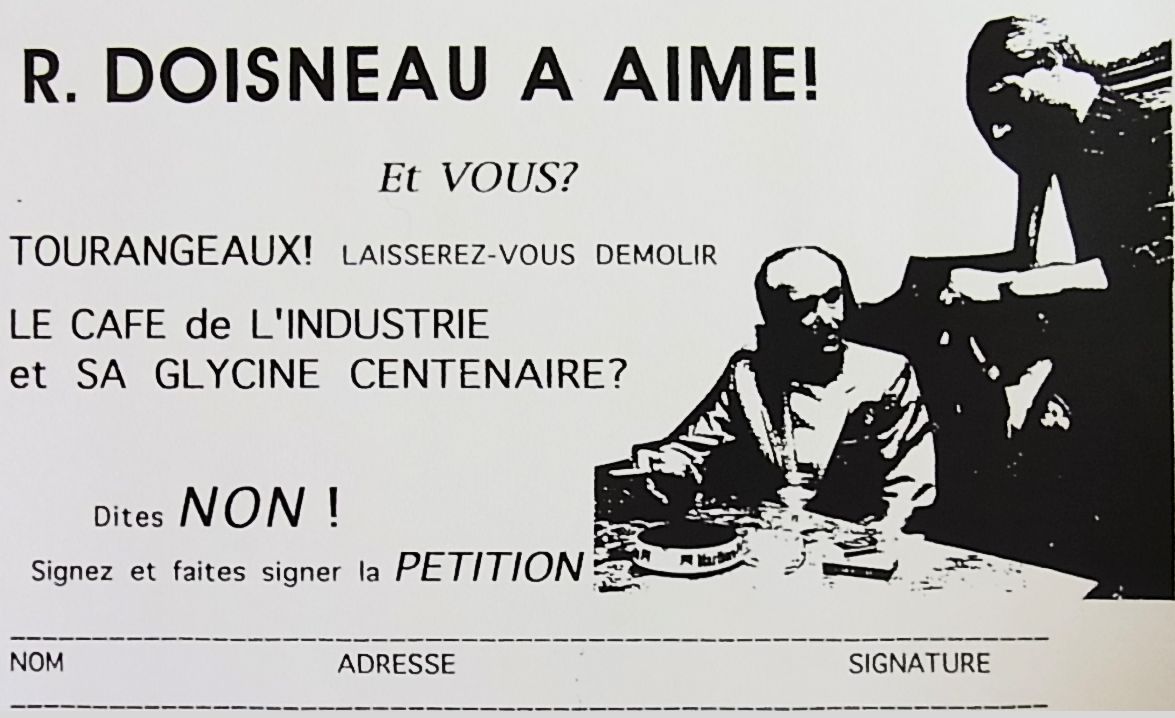 R. DOISNEAU A AIME!
Et VOUS?
TOURANGEAUX! LAISSEREZ-VOUS DEMOLIR
LE CAFE de L'INDUSTRIE
et SA GLYCINE CENTENAIRE?
Dites NON !
Signez et faites signer la PETITION
NOM ADRESSE SIGNATURE